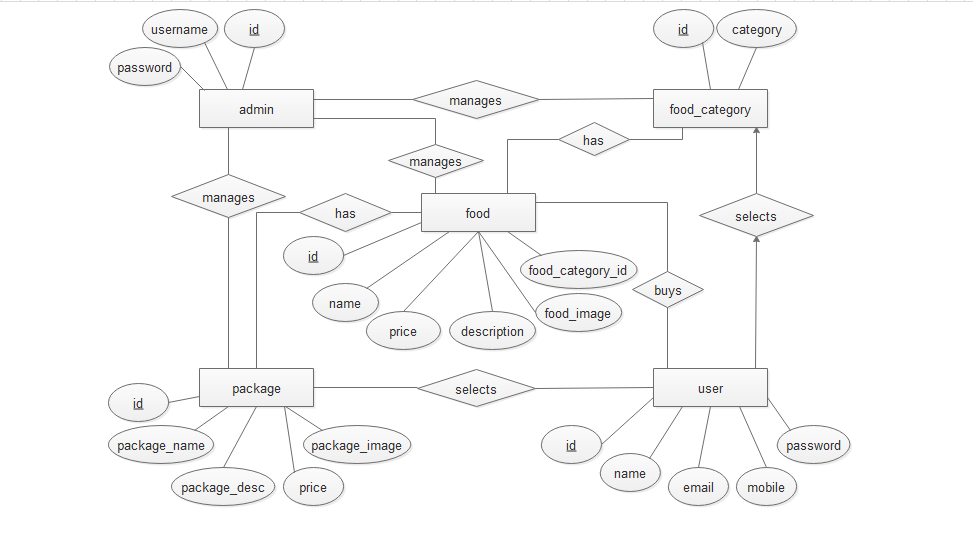 username
id
id
category
password
admin
manages
food_category
has
manages
manages
has
food
selects
id
food_category_id
buys
name
food_image
price
description
package
selects
user
id
package_name
package_image
id
password
name
package_desc
price
email
mobile